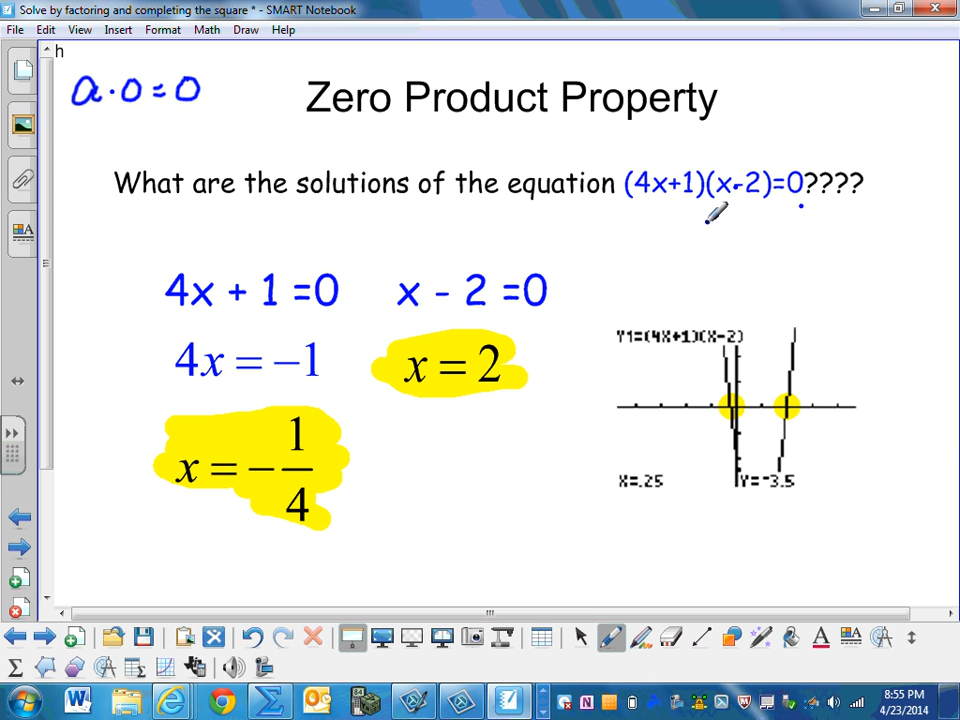 Solve by factoring and completing the square * - SMART Notebook
File Edit View Insert Format Math Draw Help
h
a·0=0
Zero Product Property
What are the solutions of the equation (4x+1)(x-2)=0????
4x + 1 =0 x - 2 =0
4x = −1 x = 2
x = − 1/4
Y1=(4X+1)(X-2)
X=.25 Y=-3.5
8:55 PM
4/23/2014